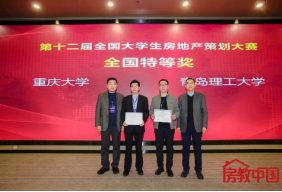 第十二届全国大学生房地产策划大赛
全国特等奖
重庆大学
青岛理工大学
房教中国